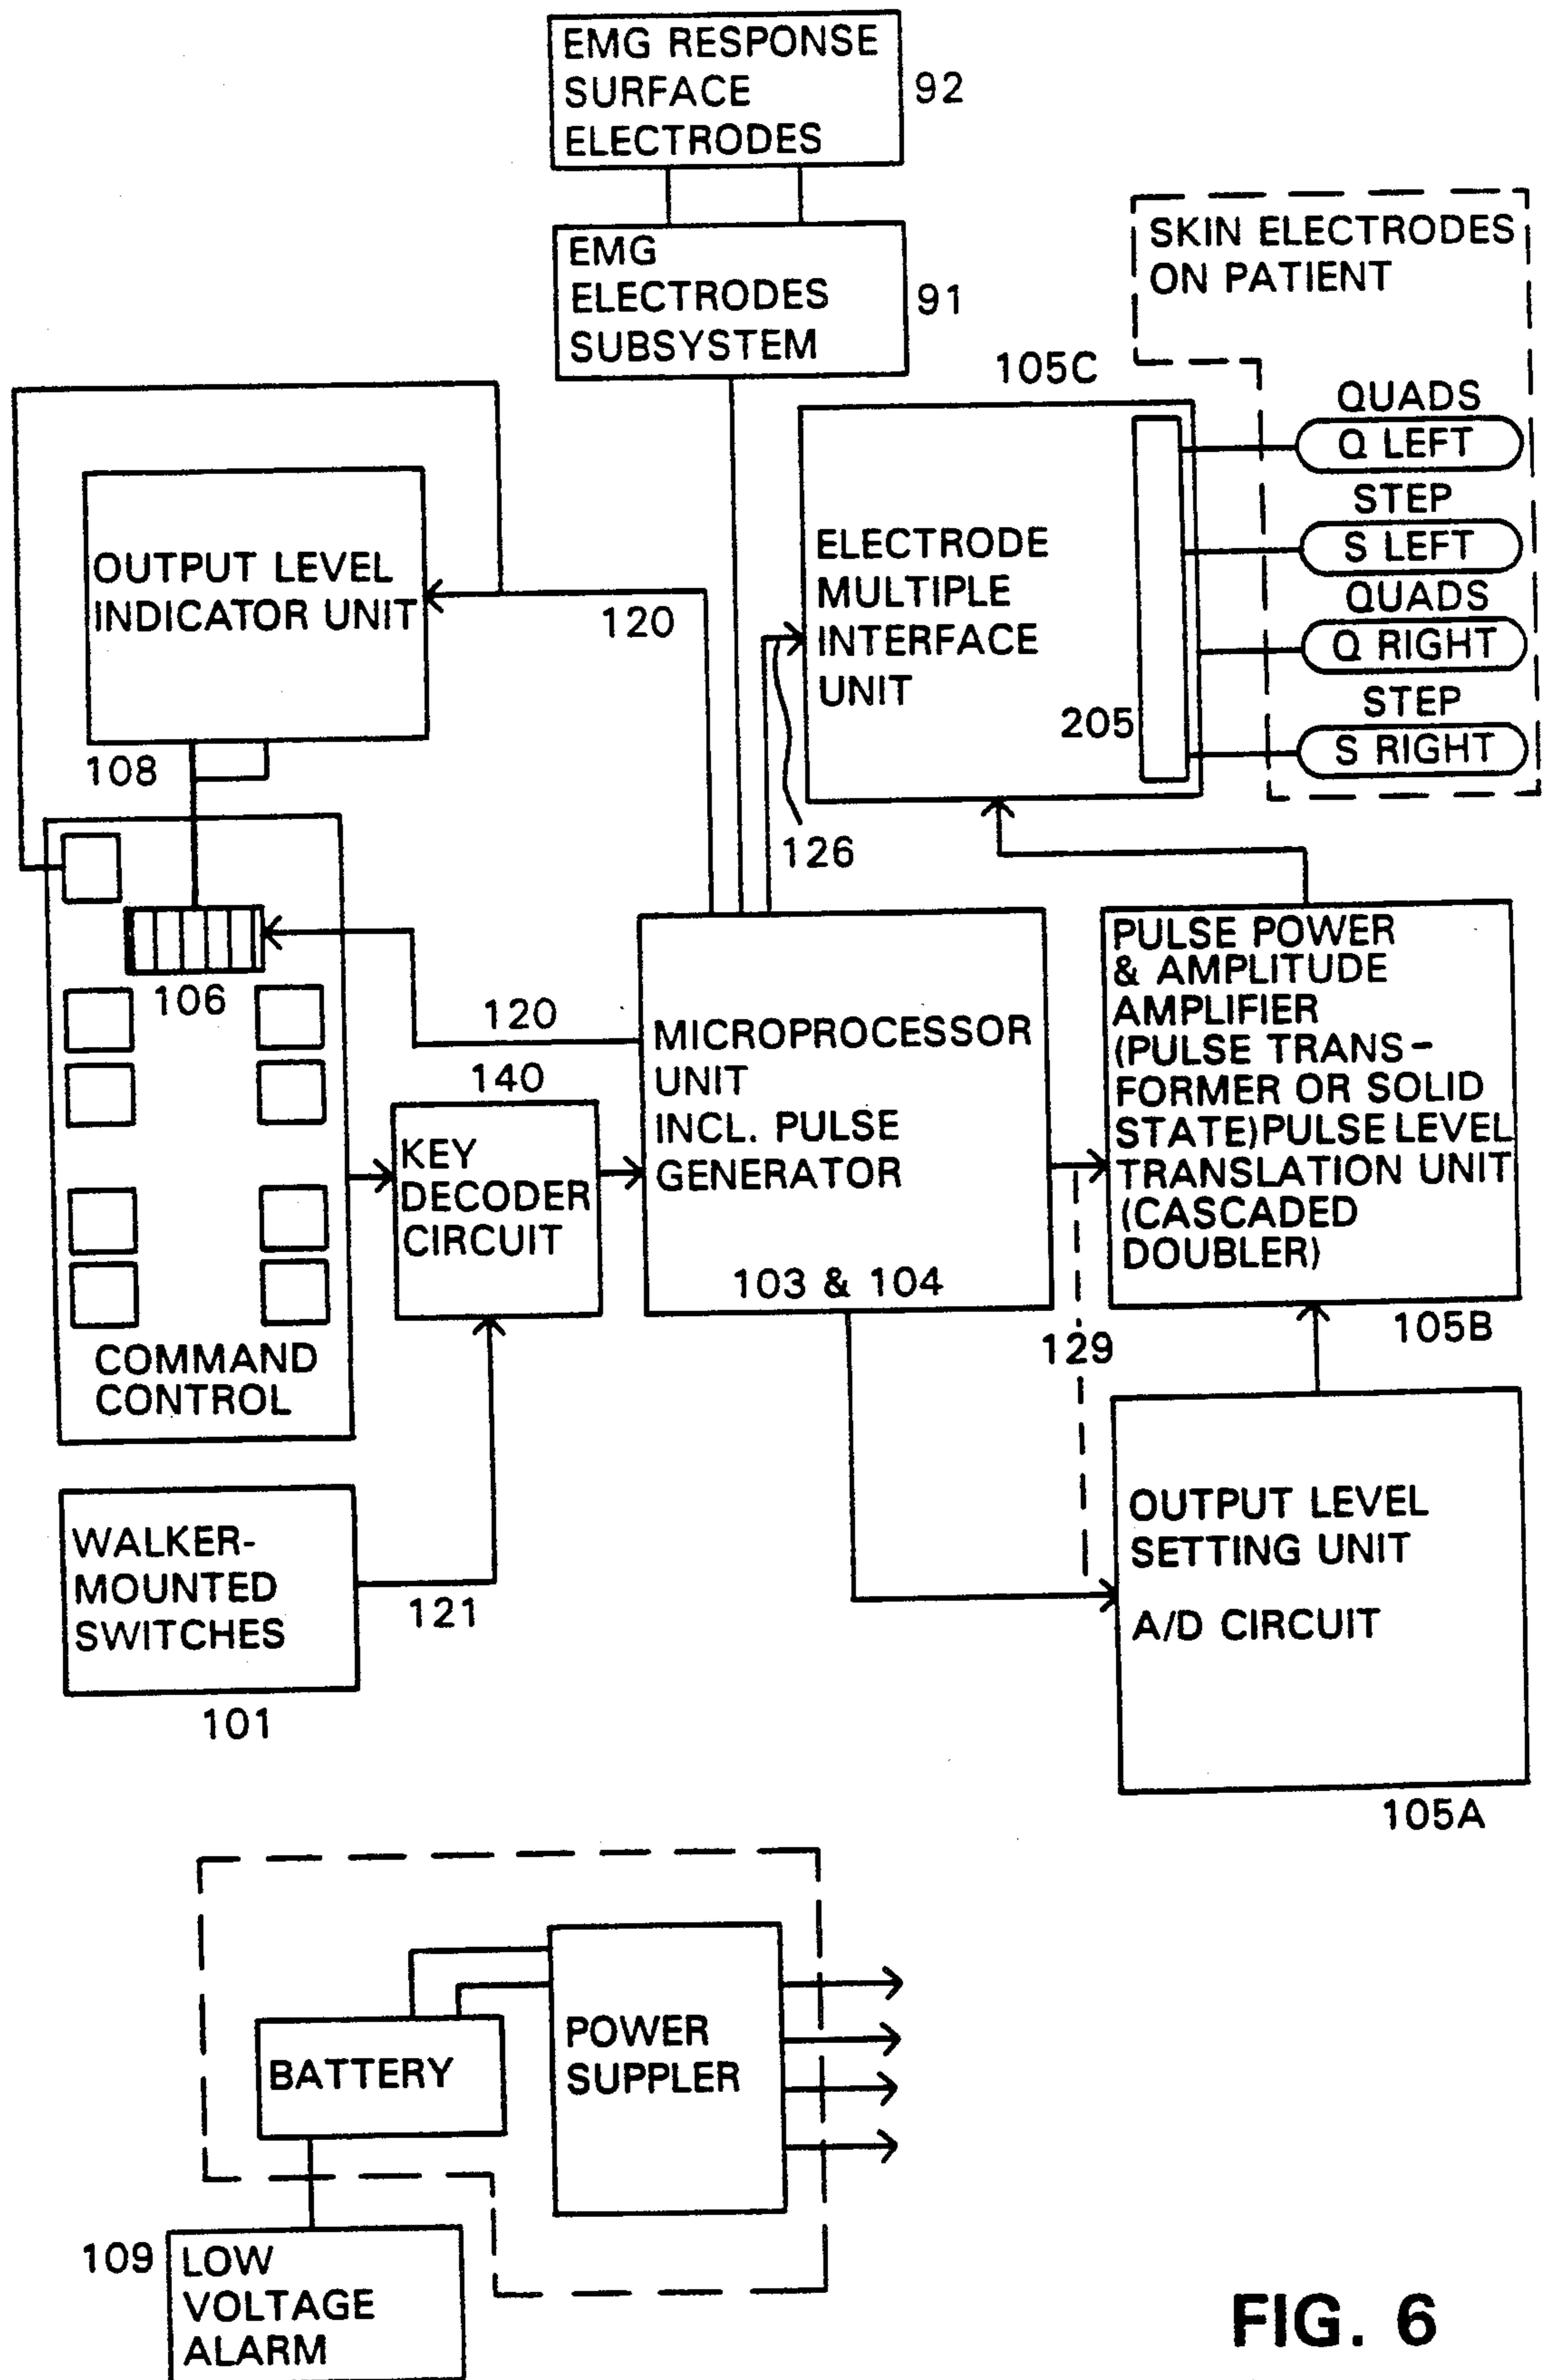 EMG RESPONSE
SURFACE
ELECTRODES
92
EMG
ELECTRODES
SUBSYSTEM
91
SKIN ELECTRODES
ON PATIENT
105C
QUADS
Q LEFT
STEP
S LEFT
QUADS
Q RIGHT
STEP
S RIGHT
ELECTRODE
MULTIPLE
INTERFACE
UNIT
205
OUTPUT LEVEL
INDICATOR UNIT
120
108
126
106
120
140
KEY
DECODER
CIRCUIT
MICROPROCESSOR
UNIT
INCL. PULSE
GENERATOR
103 & 104
PULSE POWER
& AMPLITUDE
AMPLIFIER
(PULSE TRANS-
FORMER OR SOLID
STATE)PULSE LEVEL
TRANSLATION UNIT
(CASCADED
DOUBLER)
105B
129
COMMAND
CONTROL
WALKER-
MOUNTED
SWITCHES
121
101
OUTPUT LEVEL
SETTING UNIT
A/D CIRCUIT
105A
BATTERY
POWER
SUPPLER
109
LOW
VOLTAGE
ALARM
FIG. 6